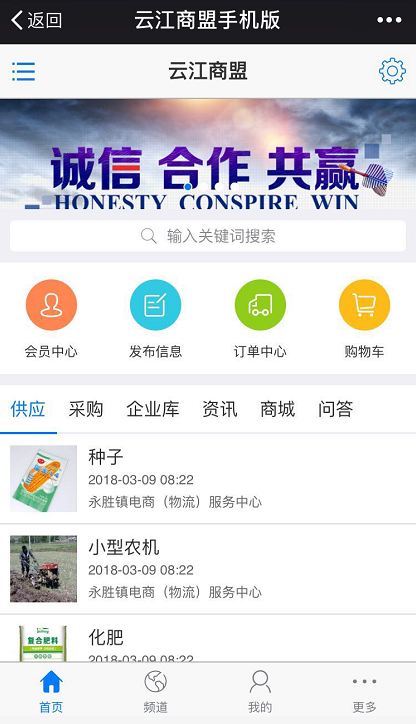 返回
云江商盟手机版
云江商盟
诚信 合作 共赢
HONESTY CONSPIRE WIN
输入关键词搜索
会员中心
发布信息
订单中心
购物车
供应 采购 企业库 资讯 商城 问答
种子
2018-03-09 08:22
永胜镇电商（物流）服务中心
小型农机
2018-03-09 08:22
永胜镇电商（物流）服务中心
复合肥料
化肥
2018-03-09 08:22
首页
频道
我的
更多